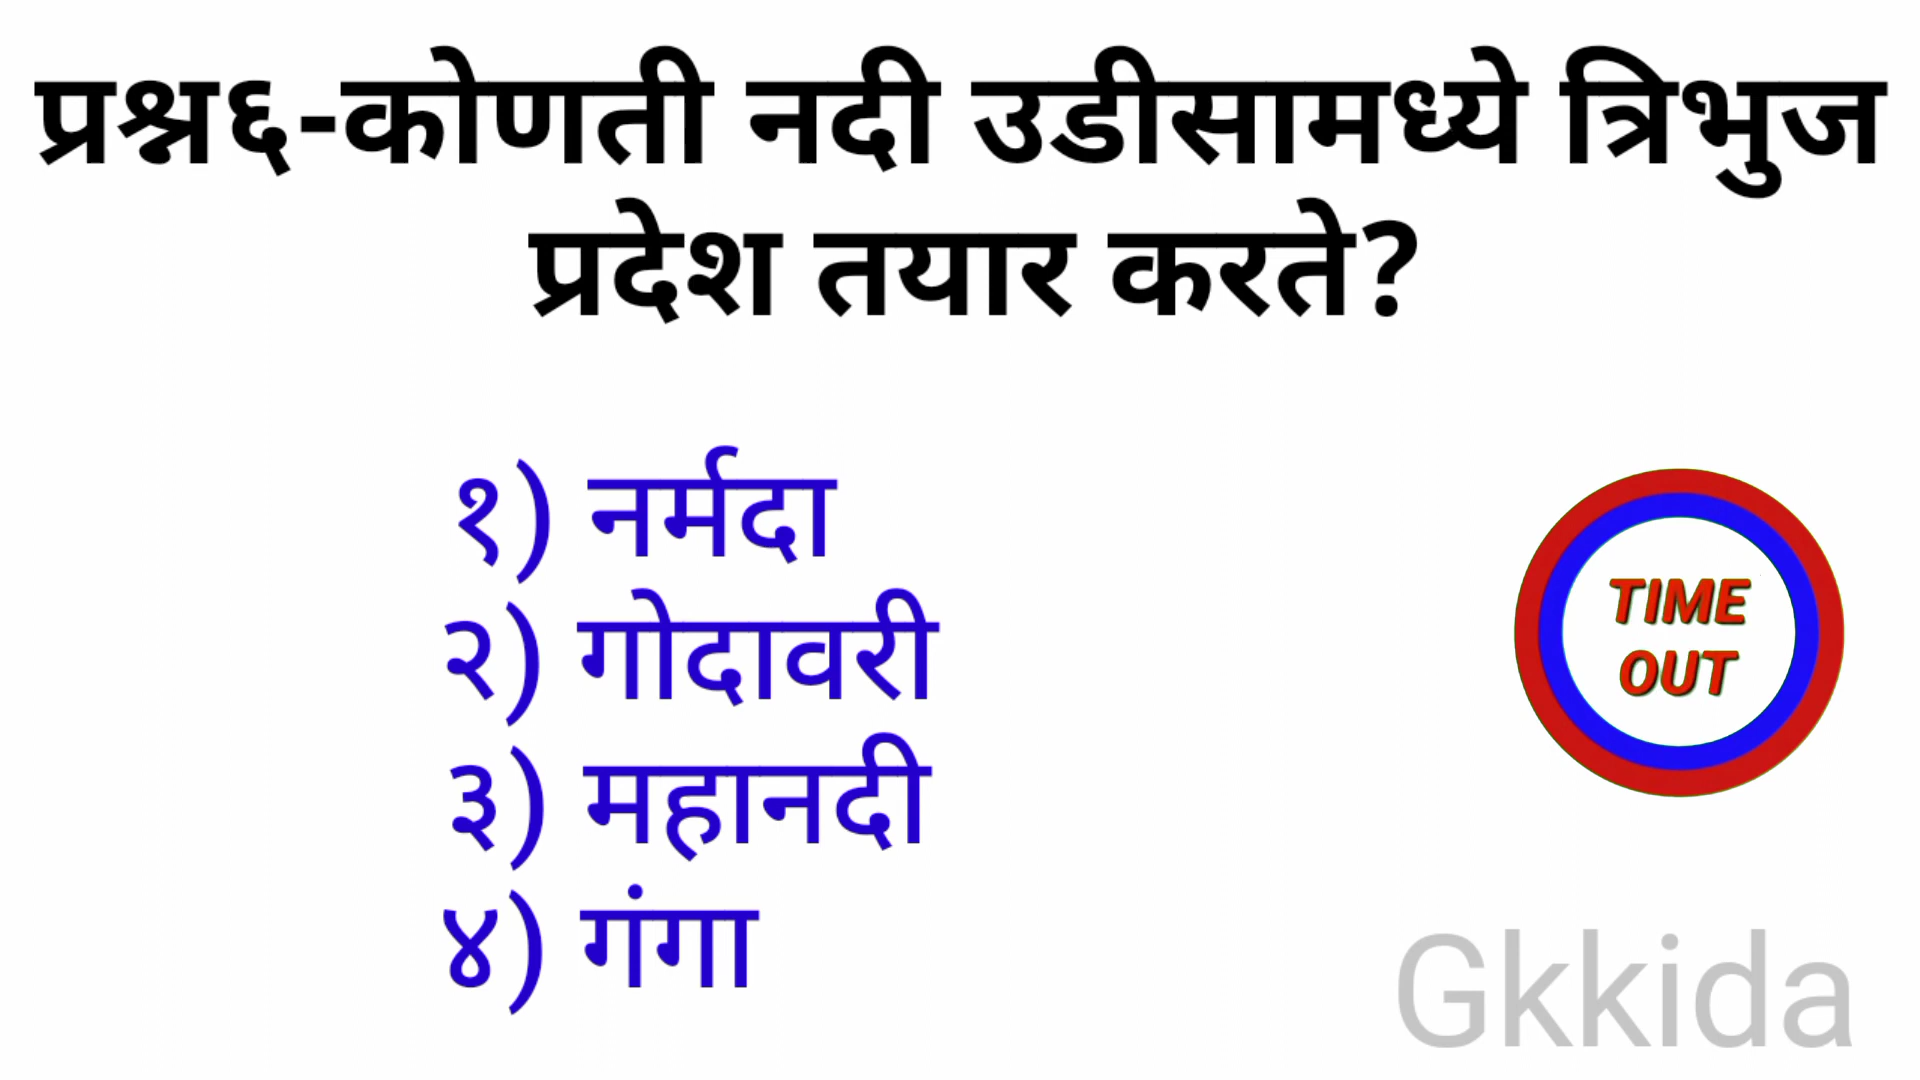 प्रश्न६-कोणती नदी उडीसामध्ये त्रिभुज
प्रदेश तयार करते?
१) नर्मदा
२) गोदावरी
३) महानदी
४) गंगा
TIME
OUT
Gkkida